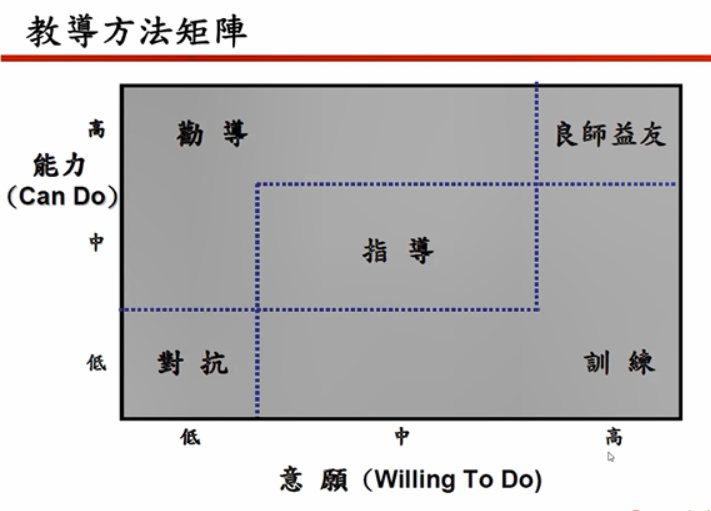 教導方法矩陣
高
勸導
良師益友
能力
(Can Do)
中
指導
低
對抗
訓練
低
中
高
意願 (Willing To Do)